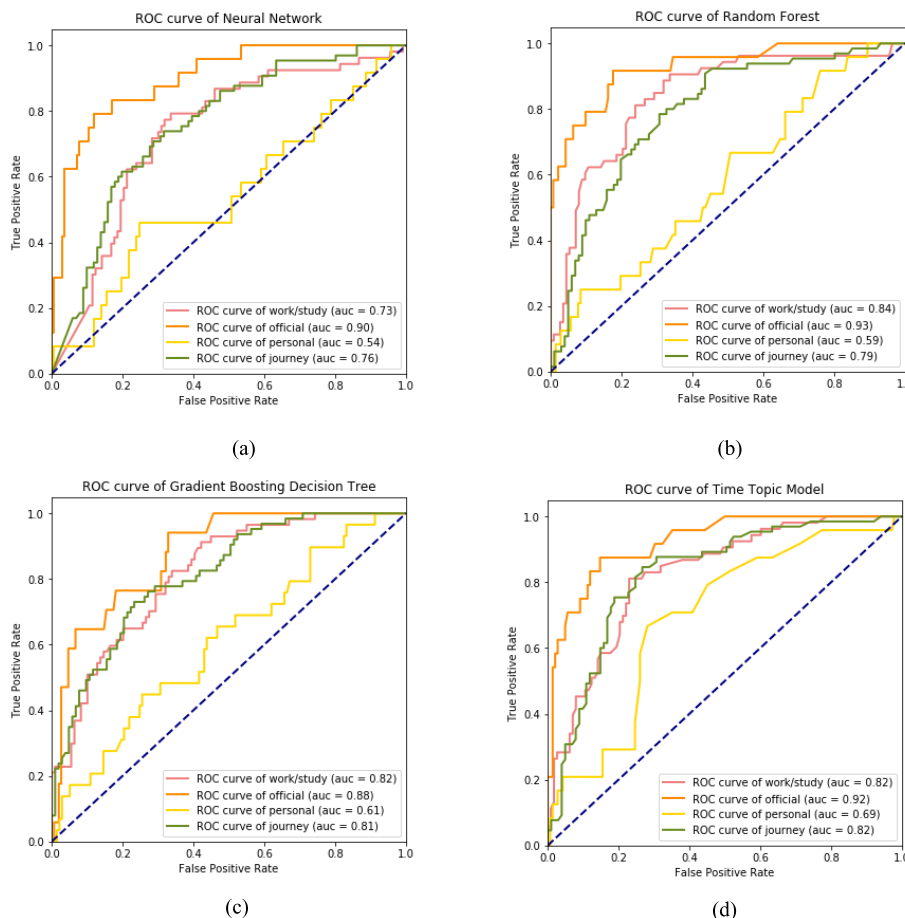 ROC curve of Neural Network
True Positive Rate
1.0
0.8
0.6
0.4
0.2
0.0
ROC curve of work/study (auc = 0.73)
ROC curve of official (auc = 0.90)
ROC curve of personal (auc = 0.54)
ROC curve of journey (auc = 0.76)
0.0 0.2 0.4 0.6 0.8 1.0
False Positive Rate
(a)
ROC curve of Random Forest
True Positive Rate
1.0
0.8
0.6
0.4
0.2
0.0
ROC curve of work/study (auc = 0.84)
ROC curve of official (auc = 0.93)
ROC curve of personal (auc = 0.59)
ROC curve of journey (auc = 0.79)
0.0 0.2 0.4 0.6 0.8 1.0
False Positive Rate
(b)
ROC curve of Gradient Boosting Decision Tree
True Positive Rate
1.0
0.8
0.6
0.4
0.2
0.0
ROC curve of work/study (auc = 0.82)
ROC curve of official (auc = 0.88)
ROC curve of personal (auc = 0.61)
ROC curve of journey (auc = 0.81)
0.0 0.2 0.4 0.6 0.8 1.0
False Positive Rate
(c)
ROC curve of Time Topic Model
True Positive Rate
1.0
0.8
0.6
0.4
0.2
0.0
ROC curve of work/study (auc = 0.82)
ROC curve of official (auc = 0.92)
ROC curve of personal (auc = 0.69)
ROC curve of journey (auc = 0.82)
0.0 0.2 0.4 0.6 0.8 1.0
False Positive Rate
(d)